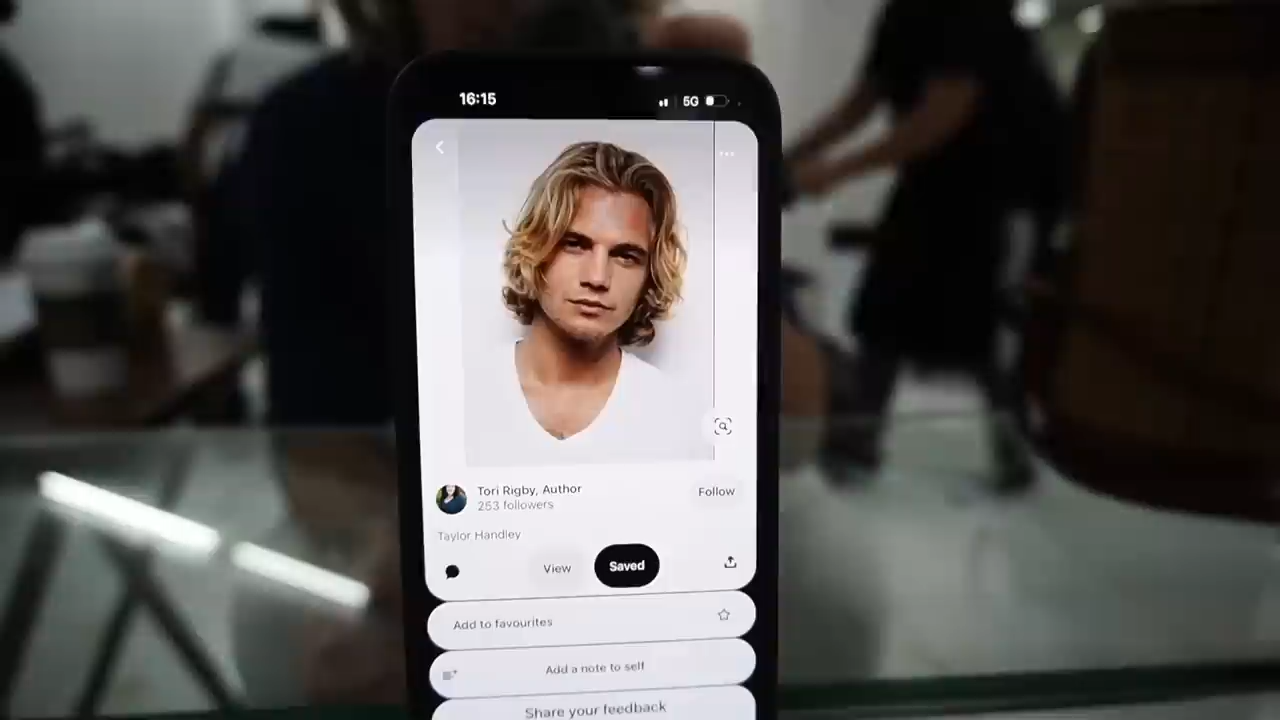 16:15
5G
Tori Rigby, Author
253 followers
Follow
Taylor Handley
View
Saved
Add to favourites
Add a note to self
Share your feedback